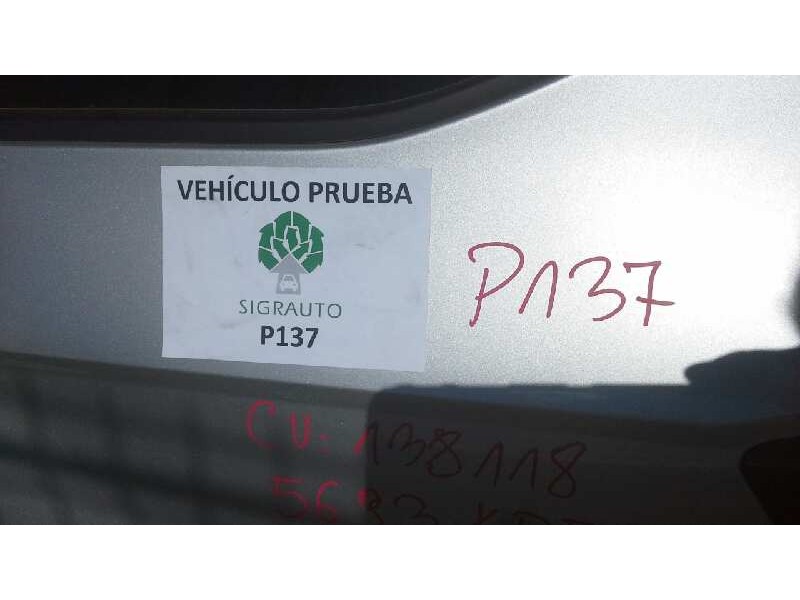 VEHÍCULO PRUEBA
SIGRAUTO
P137
P137
CV: 138118